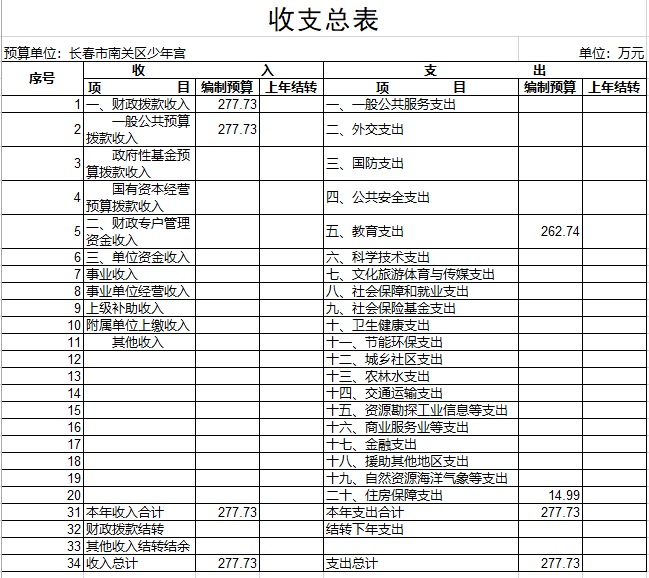 收支总表
预算单位：长春市南关区少年宫 单位：万元
序号 收 入 支 出
项 目 编制预算 上年结转 项 目 编制预算 上年结转
1 一、财政拨款收入 277.73 一、一般公共服务支出
2 一般公共预算 277.73 二、外交支出
拨款收入
3 政府性基金预 三、国防支出
算拨款收入
4 国有资本经营 四、公共安全支出
预算拨款收入
5 二、财政专户管理 五、教育支出 262.74
资金收入
6 三、单位资金收入 六、科学技术支出
7 事业收入 七、文化旅游体育与传媒支出
8 事业单位经营收入 八、社会保障和就业支出
9 上级补助收入 九、社会保险基金支出
10 附属单位上缴收入 十、卫生健康支出
11 其他收入 十一、节能环保支出
12 十二、城乡社区支出
13 十三、农林水支出
14 十四、交通运输支出
15 十五、资源勘探工业信息等支出
16 十六、商业服务业等支出
17 十七、金融支出
18 十八、援助其他地区支出
19 十九、自然资源海洋气象等支出
20 二十、住房保障支出 14.99
31 本年收入合计 277.73 本年支出合计 277.73
32 财政拨款结转 结转下年支出
33 其他收入结转结余
34 收入总计 277.73 支出总计 277.73